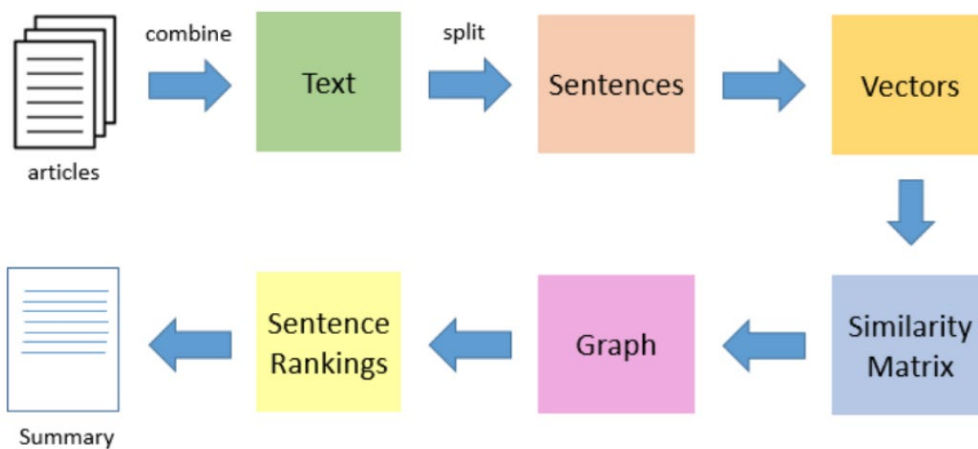 combine
split
Text
Sentences
Vectors
articles
Similarity
Matrix
Graph
Sentence
Rankings
Summary